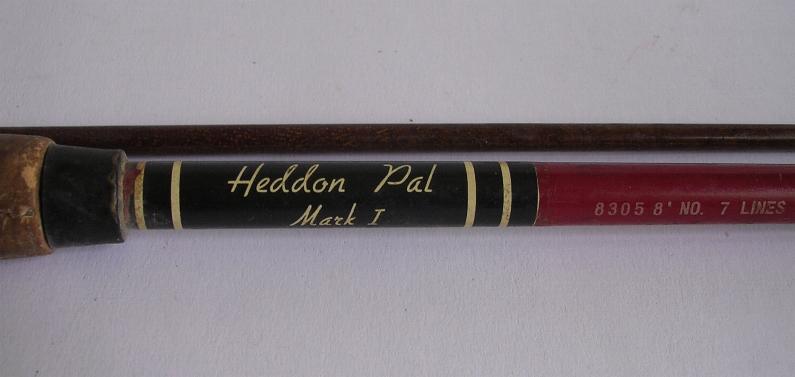 Heddon Pal
Mark I
8305 8' NO. 7 LINES